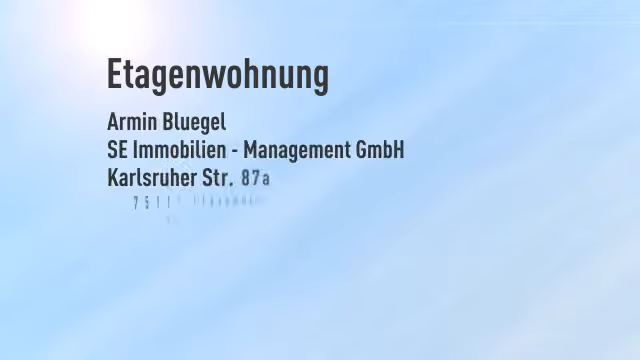 Etagenwohnung
Armin Bluegel
SE Immobilien - Management GmbH
Karlsruher Str. 87a